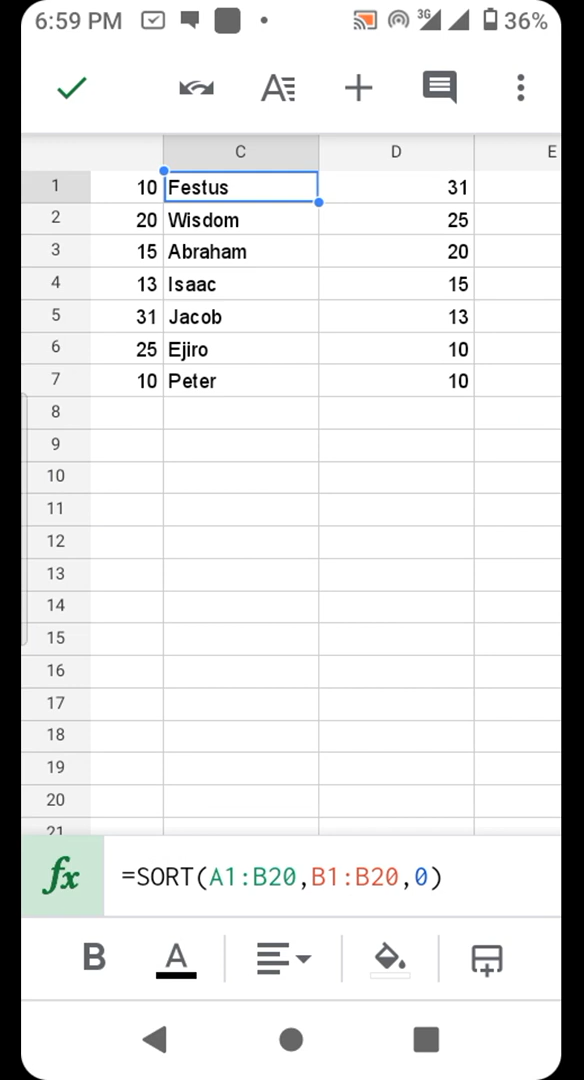 6:59 PM 3G 36%
A
C D E
1 10 Festus 31
2 20 Wisdom 25
3 15 Abraham 20
4 13 Isaac 15
5 31 Jacob 13
6 25 Ejiro 10
7 10 Peter 10
8
9
10
11
12
13
14
15
16
17
18
19
20
21
fx =SORT(A1:B20,B1:B20,0)
B A